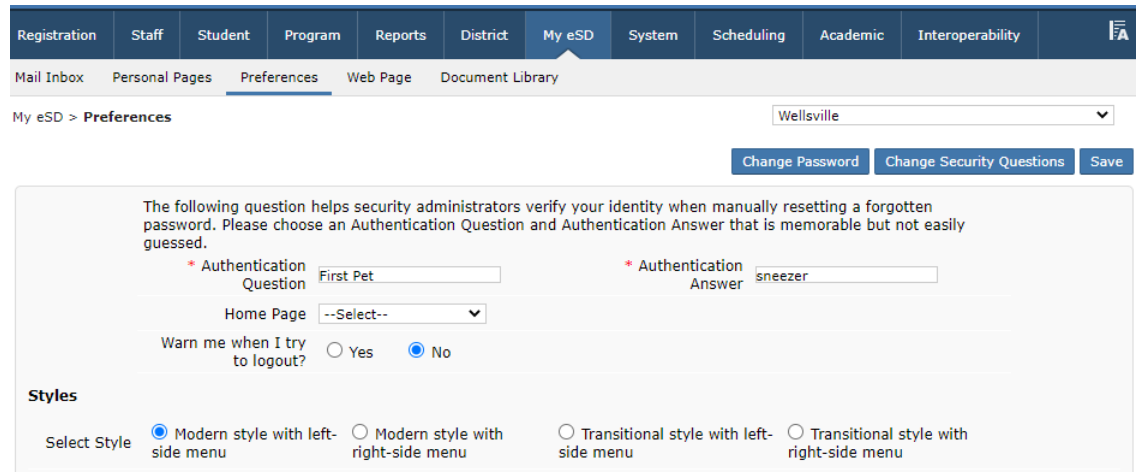 Registration Staff Student Program Reports District My eSD System Scheduling Academic Interoperability
Mail Inbox Personal Pages Preferences Web Page Document Library
My eSD > Preferences Wellsville
Change Password Change Security Questions Save
The following question helps security administrators verify your identity when manually resetting a forgotten
password. Please choose an Authentication Question and Authentication Answer that is memorable but not easily
guessed.
* Authentication Question First Pet * Authentication Answer sneezer
Home Page --Select--
Warn me when I try to logout? Yes No
Styles
Select Style Modern style with left-side menu Modern style with right-side menu Transitional style with left-side menu Transitional style with right-side menu